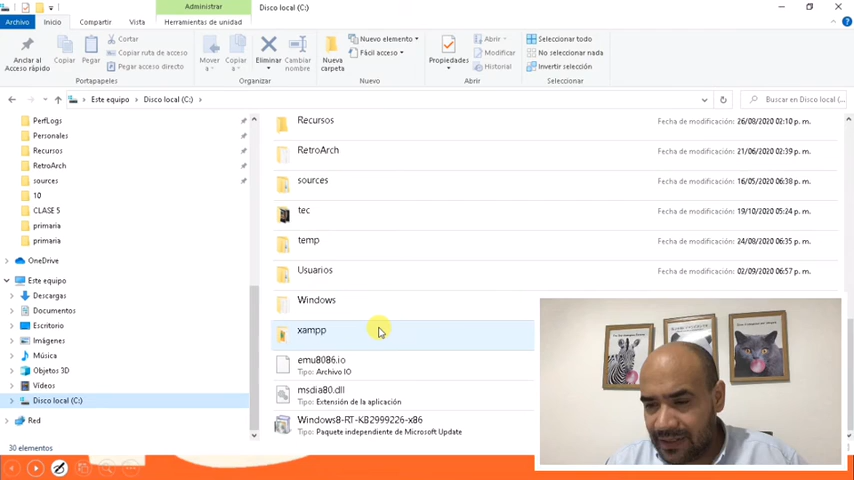 Administrar
Disco local (C:)
Archivo
Inicio
Compartir
Vista
Herramientas de unidad
Anclar al
Acceso rápido
Copiar
Pegar
Cortar
Copiar ruta de acceso
Pegar acceso directo
Portapapeles
Mover
a
Copiar
a
Eliminar
Cambiar
nombre
Organizar
Nueva
carpeta
Nuevo elemento
Fácil acceso
Nuevo
Propiedades
Abrir
Modificar
Historial
Abrir
Seleccionar todo
No seleccionar nada
Invertir selección
Seleccionar
Este equipo > Disco local (C:) >
Buscar en Disco local (...
PerfLogs
Personales
Recursos
RetroArch
sources
10
CLASE 5
primaria
primaria
OneDrive
Este equipo
Descargas
Documentos
Escritorio
Imágenes
Música
Objetos 3D
Vídeos
Disco local (C:)
Red
30 elementos
Recursos
Fecha de modificación: 26/08/2020 02:10 p. m.
RetroArch
Fecha de modificación: 21/06/2020 02:39 p. m.
sources
Fecha de modificación: 16/05/2020 06:38 p. m.
tec
Fecha de modificación: 19/10/2020 05:24 p. m.
temp
Fecha de modificación: 24/08/2020 06:35 p. m.
Usuarios
Fecha de modificación: 02/09/2020 06:57 p. m.
Windows
xampp
emu8086.io
Tipo: Archivo IO
msdia80.dll
Tipo: Extensión de la aplicación
Windows8-RT-KB2999226-x86
Tipo: Paquete independiente de Microsoft Update